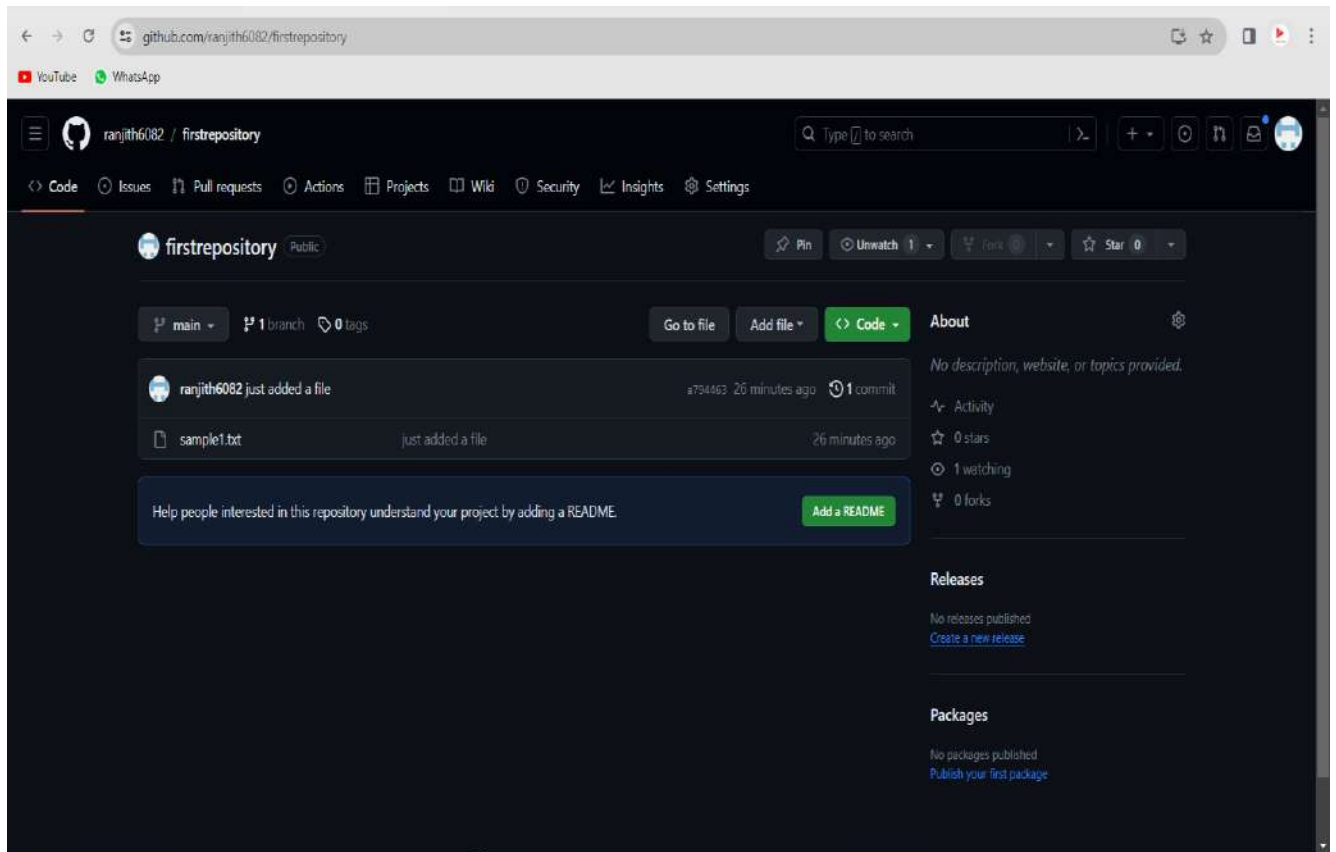 github.com/ranjith6082/firstrepository
YouTube WhatsApp
ranjith6082 / firstrepository
Type / to search
Code Issues Pull requests Actions Projects Wiki Security Insights Settings
firstrepository Public
Pin Unwatch 1 Fork 0 Star 0
main 1 branch 0 tags
Go to file Add file Code
ranjith6082 just added a file a794463 26 minutes ago 1 commit
sample1.txt just added a file 26 minutes ago
Help people interested in this repository understand your project by adding a README. Add a README
About
No description, website, or topics provided.
Activity
0 stars
1 watching
0 forks
Releases
No releases published
Create a new release
Packages
No packages published
Publish your first package